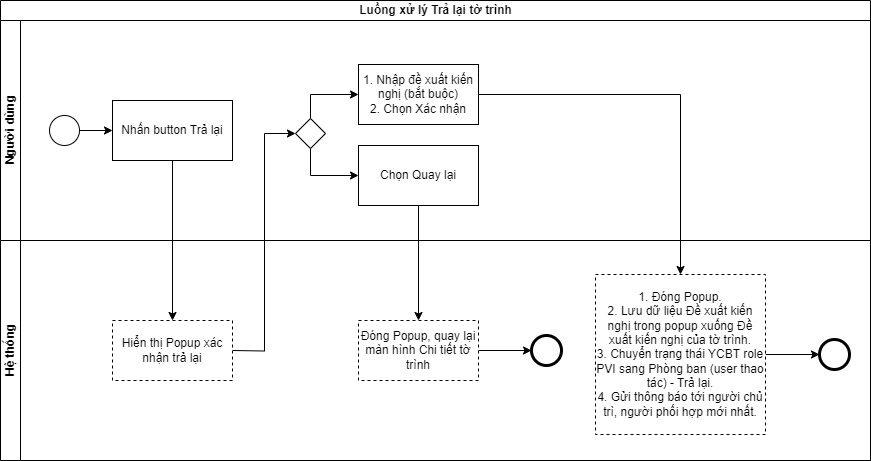 Luồng xử lý Trả lại tờ trình
Người dùng
Nhấn button Trả lại
1. Nhập đề xuất kiến
nghị (bắt buộc)
2. Chọn Xác nhận
Chọn Quay lại
Hệ thống
Hiển thị Popup xác
nhận trả lại
Đóng Popup, quay lại
màn hình Chi tiết tờ
trình
1. Đóng Popup.
2. Lưu dữ liệu Đề xuất kiến
nghị trong popup xuống Đề
xuất kiến nghị của tờ trình.
3. Chuyển trạng thái YCBT role
PVI sang Phòng ban (user thao
tác) - Trả lại.
4. Gửi thông báo tới người chủ
trì, người phối hợp mới nhất.